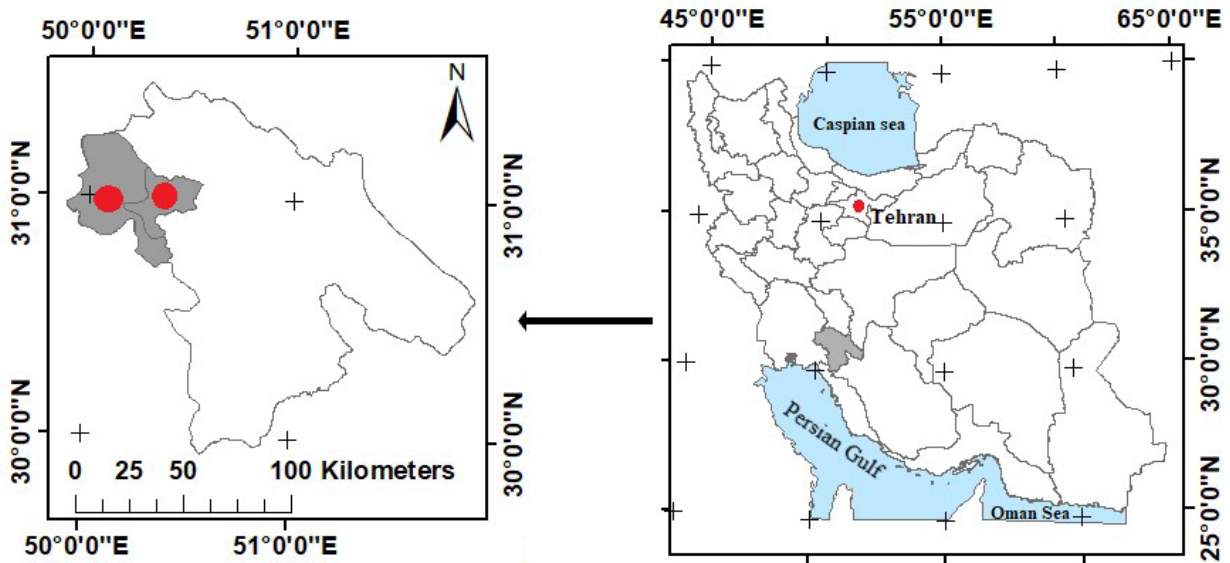 50°0'0"E 51°0'0"E
N
31°0'0"N
31°0'0"N
30°0'0"N
30°0'0"N
0 25 50 100 Kilometers
50°0'0"E 51°0'0"E
45°0'0"E 55°0'0"E 65°0'0"E
Caspian sea
Tehran
35°0'0"N
30°0'0"N
Persian Gulf
Oman Sea
25°0'0"N